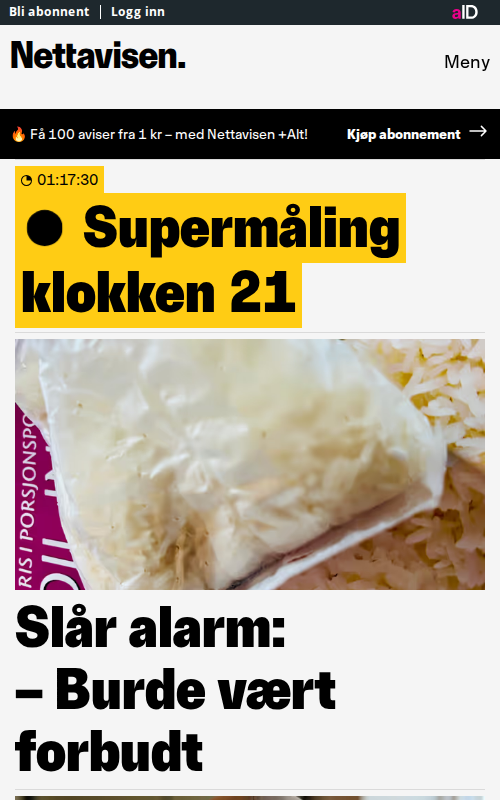 Bli abonnent | Logg inn
aID
Nettavisen.
Meny
🔥 Få 100 aviser fra 1 kr – med Nettavisen +Alt!
Kjøp abonnement →
01:17:30
● Supermåling
klokken 21
RIS I PORSJONSPO
Slår alarm:
– Burde vært
forbudt